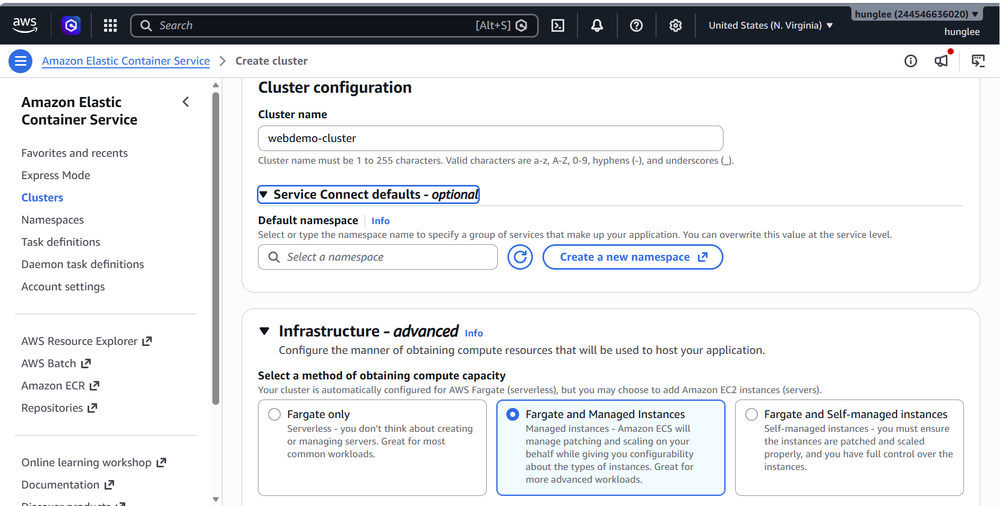 aws
Search
[Alt+S]
United States (N. Virginia)
hunglee (244546636020)
hunglee
Amazon Elastic Container Service
Create cluster
Amazon Elastic
Container Service
Favorites and recents
Express Mode
Clusters
Namespaces
Task definitions
Daemon task definitions
Account settings
AWS Resource Explorer
AWS Batch
Amazon ECR
Repositories
Online learning workshop
Documentation
Discover products
Cluster configuration
Cluster name
webdemo-cluster
Cluster name must be 1 to 255 characters. Valid characters are a-z, A-Z, 0-9, hyphens (-), and underscores (_).
Service Connect defaults - optional
Default namespace
Info
Select or type the namespace name to specify a group of services that make up your application. You can overwrite this value at the service level.
Select a namespace
Create a new namespace
Infrastructure - advanced
Info
Configure the manner of obtaining compute resources that will be used to host your application.
Select a method of obtaining compute capacity
Your cluster is automatically configured for AWS Fargate (serverless), but you may choose to add Amazon EC2 instances (servers).
Fargate only
Serverless - you don't think about creating
or managing servers. Great for most
common workloads.
Fargate and Managed Instances
Managed instances - Amazon ECS will
manage patching and scaling on your
behalf while giving you configurability
about the types of instances. Great for
more advanced workloads.
Fargate and Self-managed instances
Self-managed instances - you must ensure
the instances are patched and scaled
properly, and you have full control over the
instances.